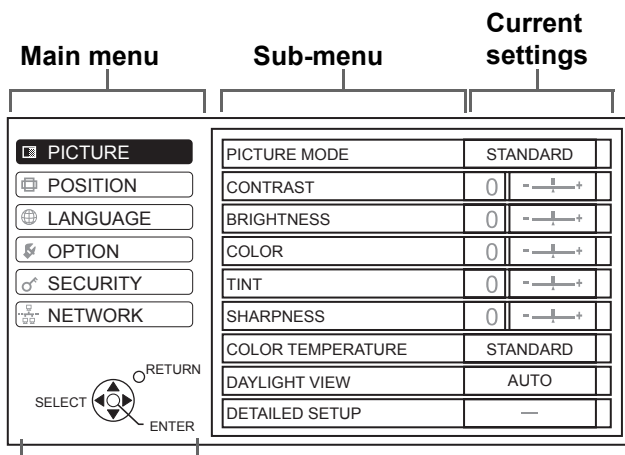 Main menu
Sub-menu
Current
settings
PICTURE
POSITION
LANGUAGE
OPTION
SECURITY
NETWORK
RETURN
SELECT
ENTER
PICTURE MODE STANDARD
CONTRAST 0 - +
BRIGHTNESS 0 - +
COLOR 0 - +
TINT 0 - +
SHARPNESS 0 - +
COLOR TEMPERATURE STANDARD
DAYLIGHT VIEW AUTO
DETAILED SETUP —